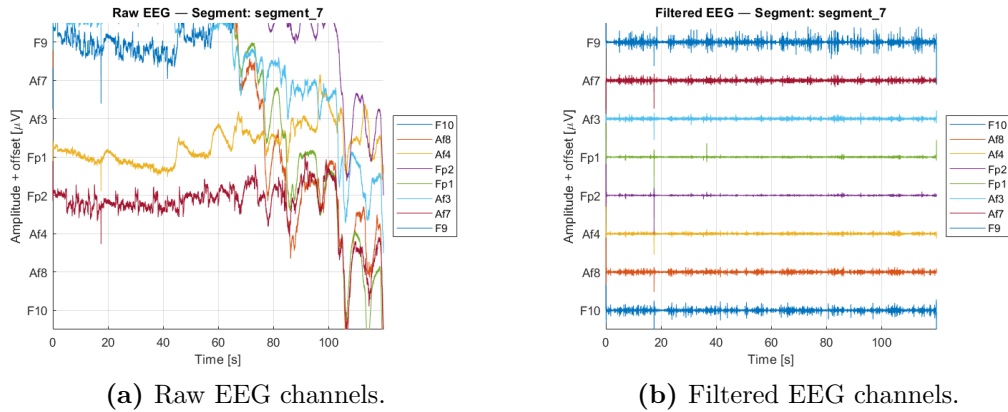 Raw EEG — Segment: segment_7
F9
Af7
Af3
Fp1
Fp2
Af4
Af8
F10
Amplitude + offset [μV]
0
20
40
60
80
100
Time [s]
F10
Af8
Af4
Fp2
Fp1
Af3
Af7
F9
(a) Raw EEG channels.
Filtered EEG — Segment: segment_7
F9
Af7
Af3
Fp1
Fp2
Af4
Af8
F10
Amplitude + offset [μV]
0
20
40
60
80
100
Time [s]
F10
Af8
Af4
Fp2
Fp1
Af3
Af7
F9
(b) Filtered EEG channels.